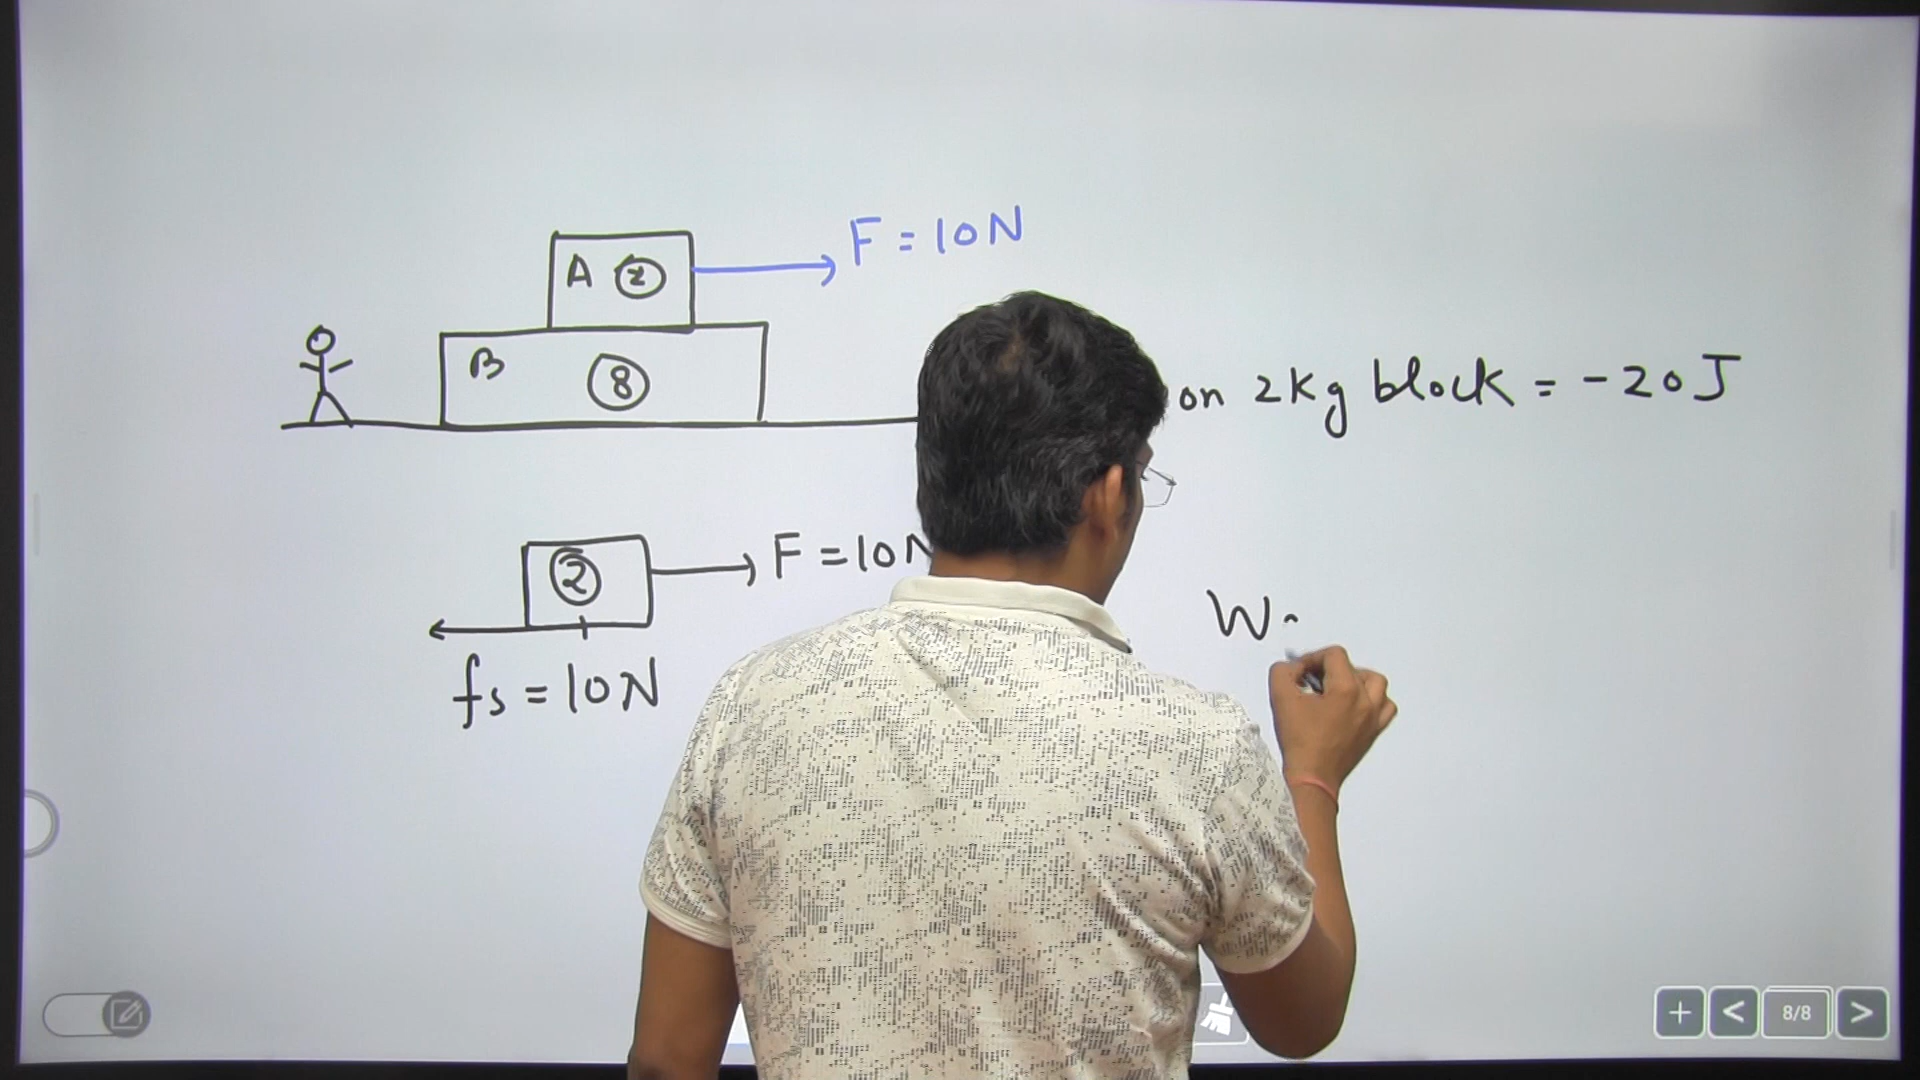 F = 10N
A 2
B 8
on 2kg block = -20J
2 F = 10N
fs = 10N
W
8/8